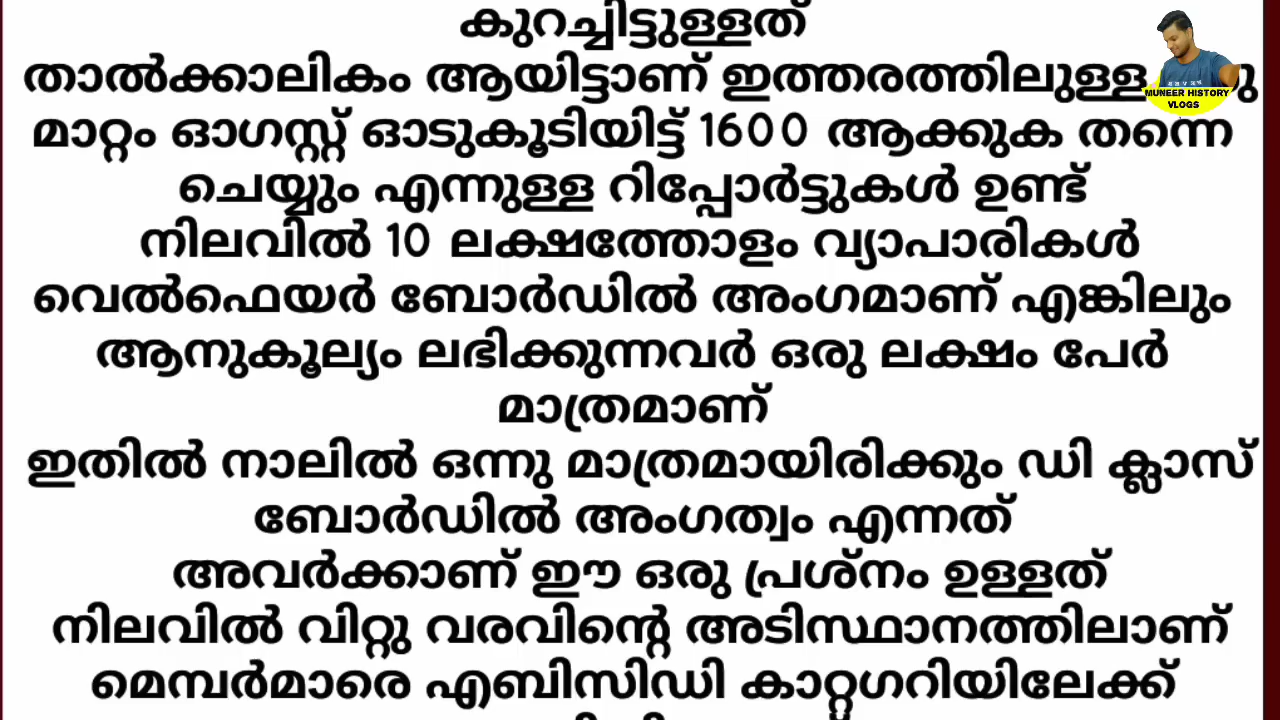 കുറച്ചിട്ടുള്ളത്
താൽക്കാലികം ആയിട്ടാണ് ഇത്തരത്തിലുള്ള
മാറ്റം ഓഗസ്റ്റ് ഓടുകൂടിയിട്ട് 1600 ആക്കുക തന്നെ
ചെയ്യും എന്നുള്ള റിപ്പോർട്ടുകൾ ഉണ്ട്
നിലവിൽ 10 ലക്ഷത്തോളം വ്യാപാരികൾ
വെൽഫെയർ ബോർഡിൽ അംഗമാണ് എങ്കിലും
ആനുകൂല്യം ലഭിക്കുന്നവർ ഒരു ലക്ഷം പേർ
മാത്രമാണ്
ഇതിൽ നാലിൽ ഒന്നു മാത്രമായിരിക്കും ഡി ക്ലാസ്
ബോർഡിൽ അംഗത്വം എന്നത്
അവർക്കാണ് ഈ ഒരു പ്രശ്നം ഉള്ളത്
നിലവിൽ വിറ്റു വരവിന്റെ അടിസ്ഥാനത്തിലാണ്
മെമ്പർമാരെ എബിസിഡി കാറ്റഗറിയിലേക്ക്
MUNEER HISTORY
VLOGS